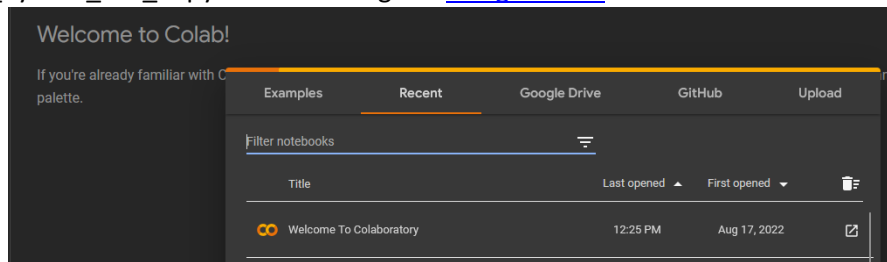 Welcome to Colab!
If you're already familiar with C
palette.
Examples Recent Google Drive GitHub Upload
Filter notebooks
Title Last opened First opened
Welcome To Colaboratory 12:25 PM Aug 17, 2022